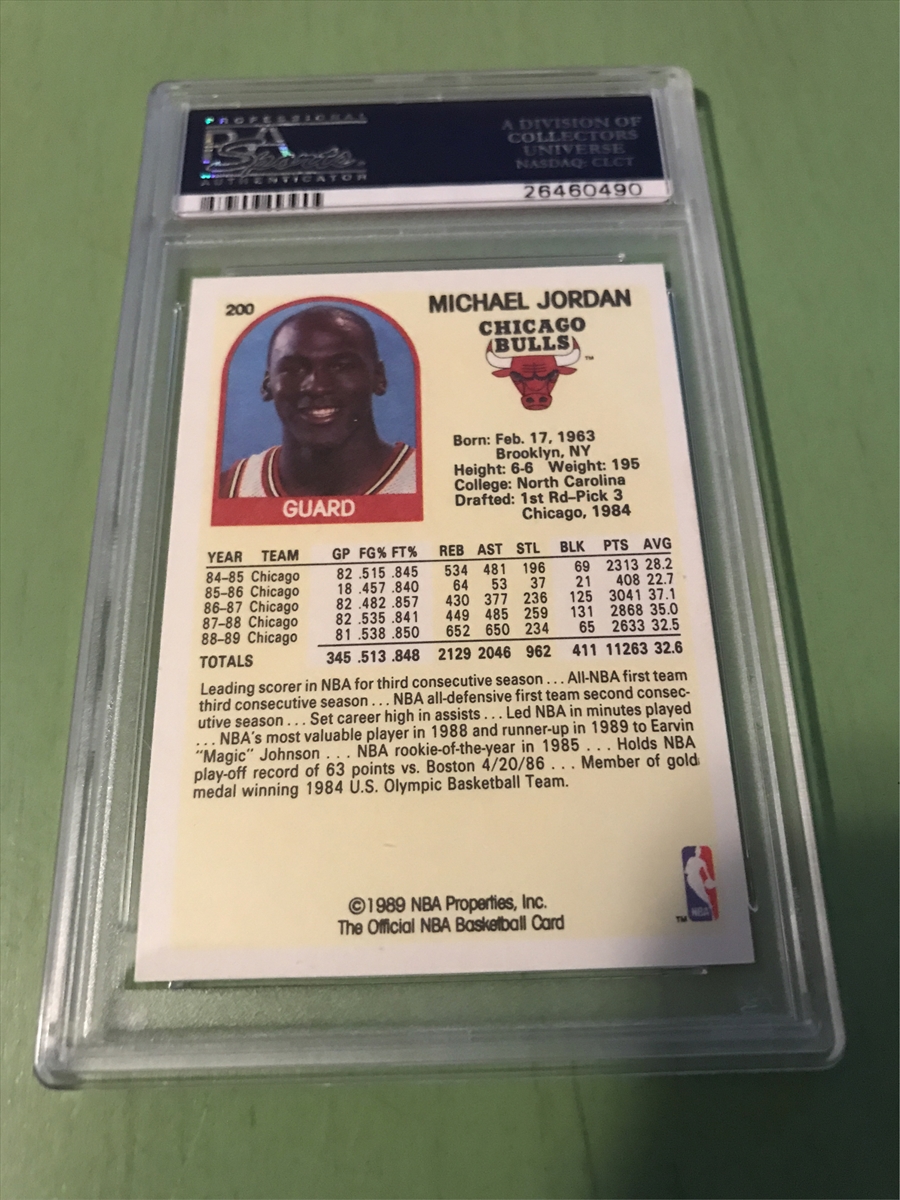 PROFESSIONAL
PSA
Sports
AUTHENTICATOR
A DIVISION OF
COLLECTORS
UNIVERSE
NASDAQ: CLCT
26460490
200
MICHAEL JORDAN
CHICAGO
BULLS
TM
GUARD
Born: Feb. 17, 1963
Brooklyn, NY
Height: 6-6 Weight: 195
College: North Carolina
Drafted: 1st Rd–Pick 3
Chicago, 1984
YEAR TEAM GP FG% FT% REB AST STL BLK PTS AVG
84–85 Chicago 82 .515 .845 534 481 196 69 2313 28.2
85–86 Chicago 18 .457 .840 64 53 37 21 408 22.7
86–87 Chicago 82 .482 .857 430 377 236 125 3041 37.1
87–88 Chicago 82 .535 .841 449 485 259 131 2868 35.0
88–89 Chicago 81 .538 .850 652 650 234 65 2633 32.5
TOTALS 345 .513 .848 2129 2046 962 411 11263 32.6
Leading scorer in NBA for third consecutive season . . . All-NBA first team
third consecutive season . . . NBA all-defensive first team second consec-
utive season . . . Set career high in assists . . . Led NBA in minutes played
. . . NBA's most valuable player in 1988 and runner-up in 1989 to Earvin
"Magic" Johnson . . . NBA rookie-of-the-year in 1985 . . . Holds NBA
play-off record of 63 points vs. Boston 4/20/86 . . . Member of gold
medal winning 1984 U.S. Olympic Basketball Team.
©1989 NBA Properties, Inc.
The Official NBA Basketball Card
TM
NBA